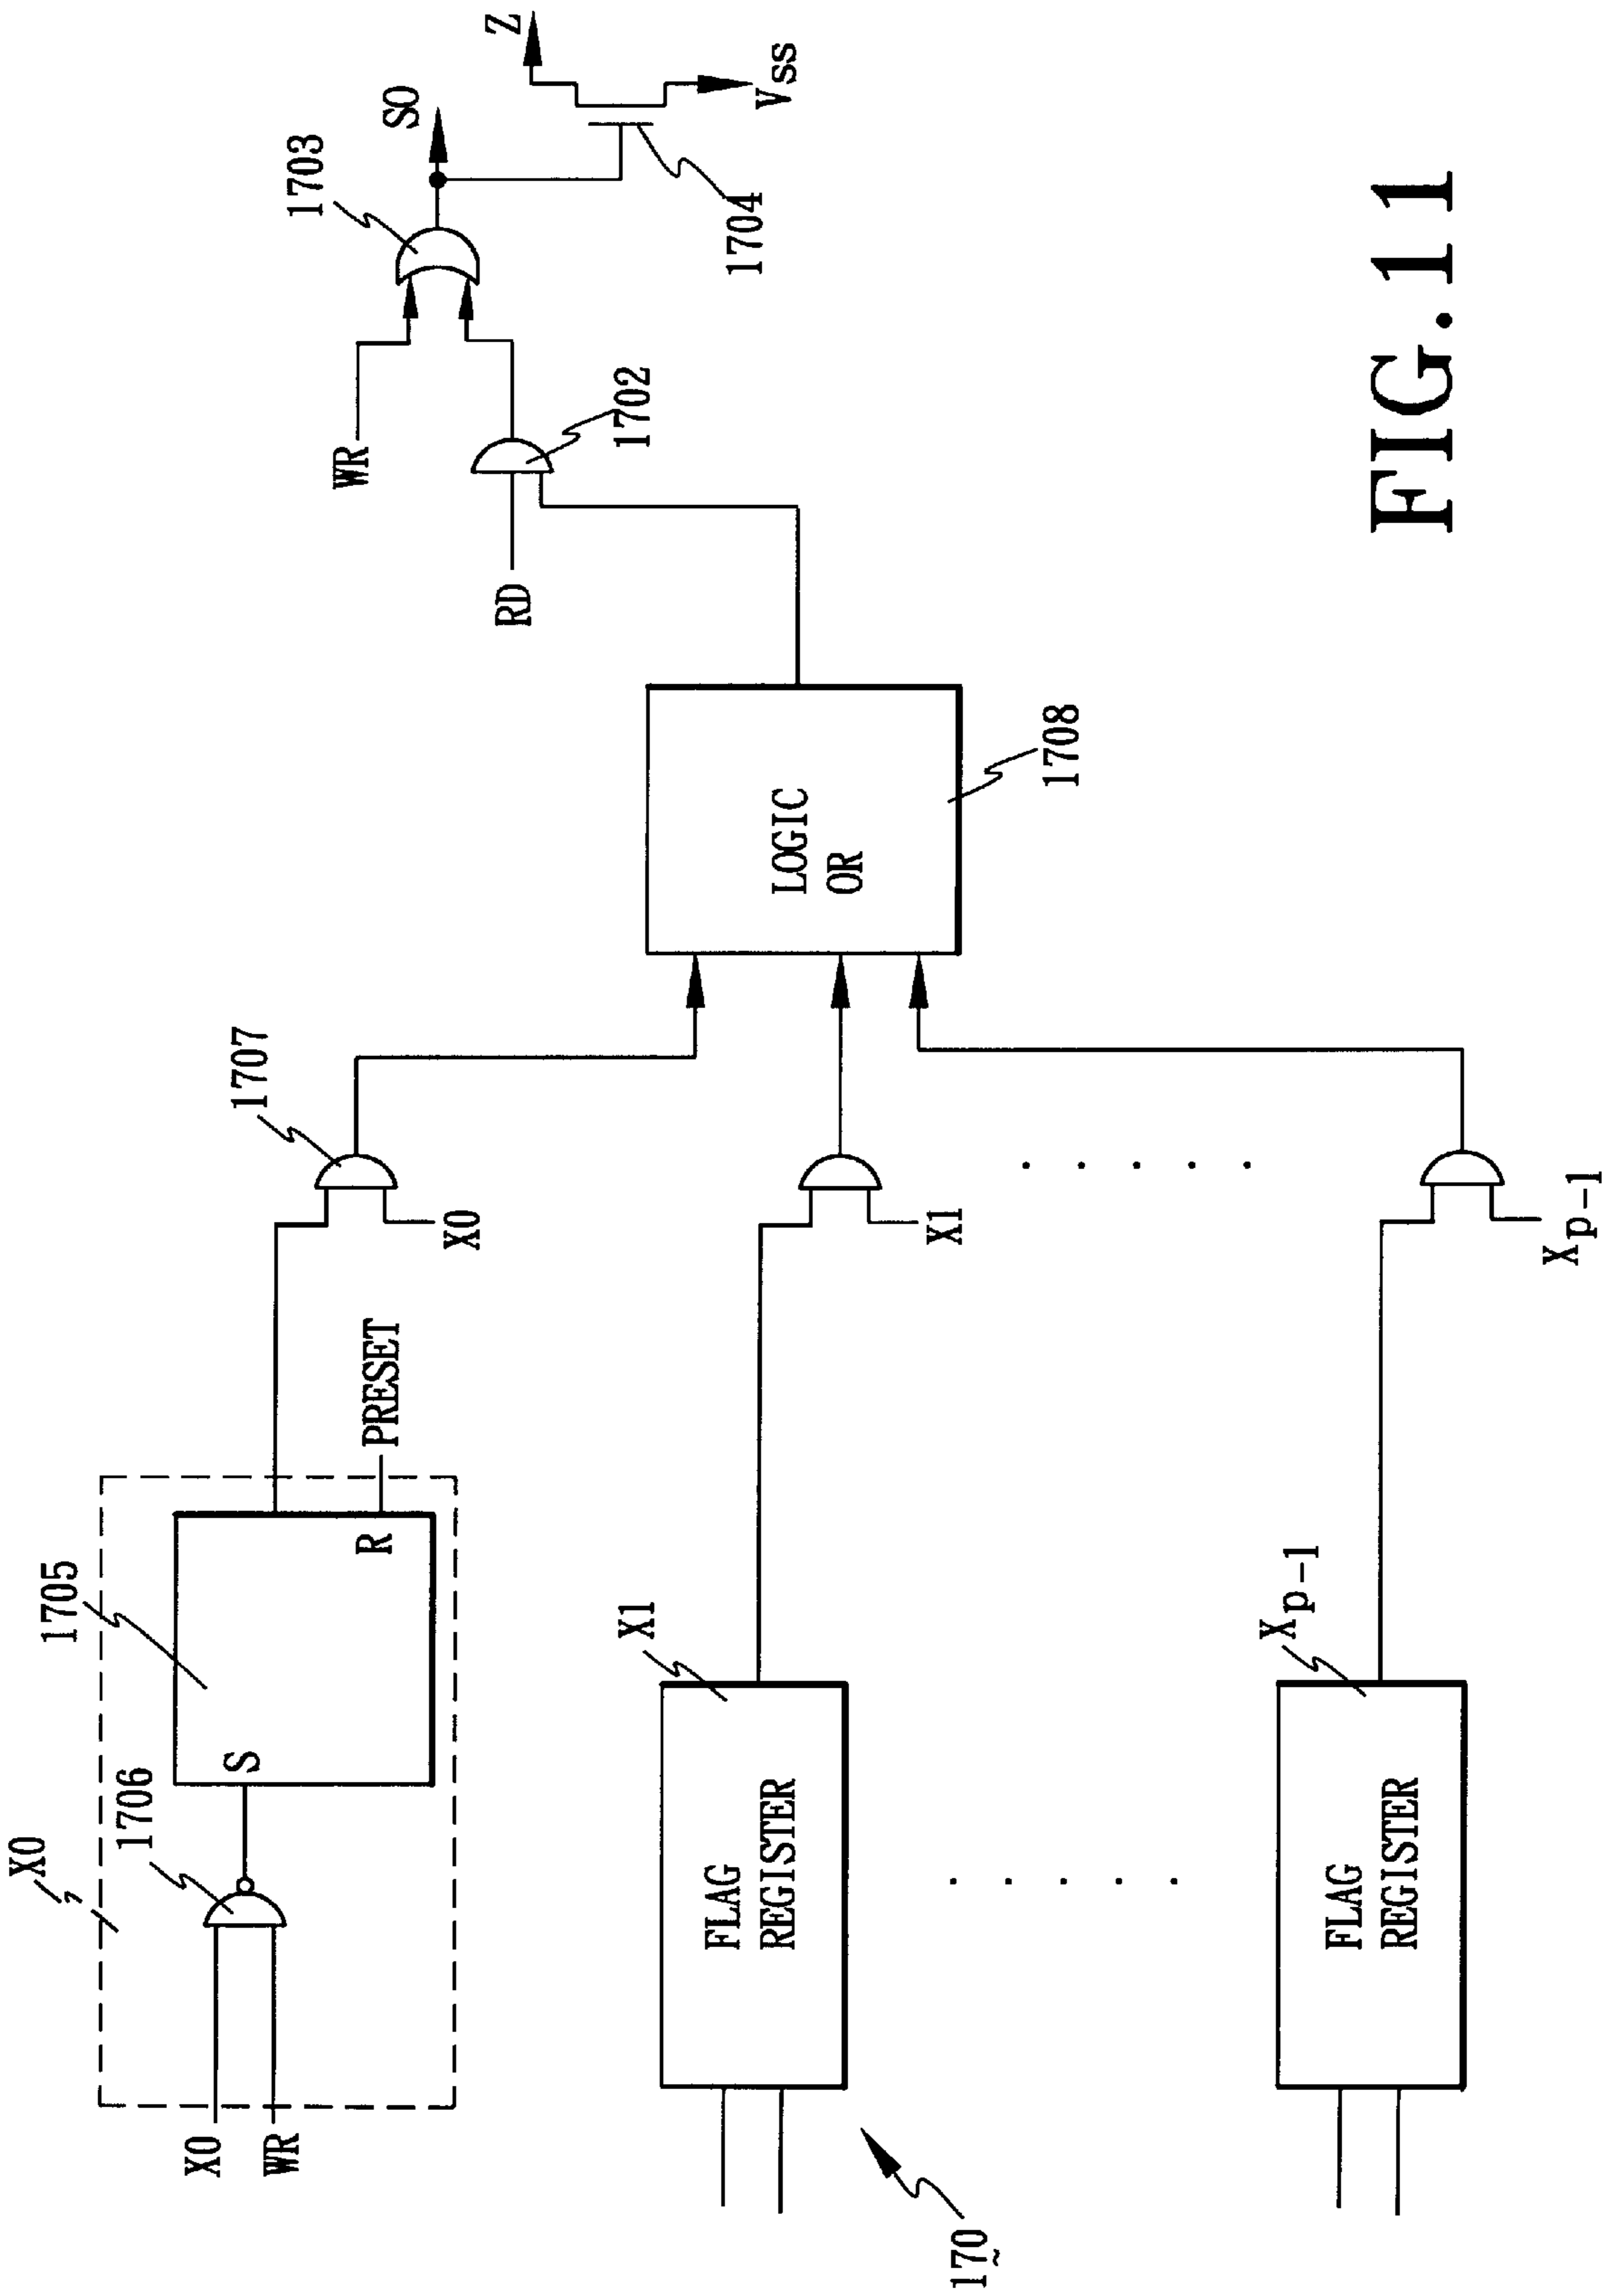 X0
1705
1706
S
R
PRESET
X0
WR
1707
X0
170
FLAG
REGISTER
X1
X1
FLAG
REGISTER
Xp-1
Xp-1
LOGIC
OR
1708
WR
RD
1702
1703
SO
Z
1704
Vss
FIG.11